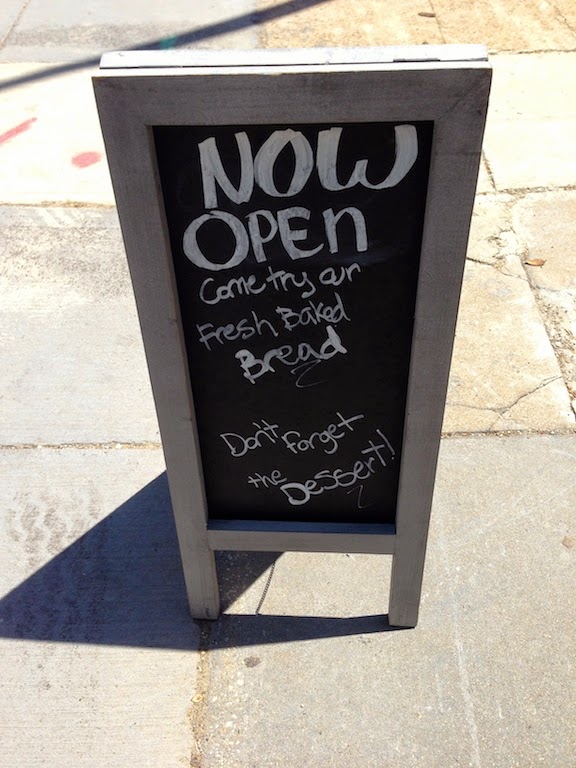 NOW
OPEn
Come try our
Fresh Baked
Bread
Don't Forget
the Dessert!